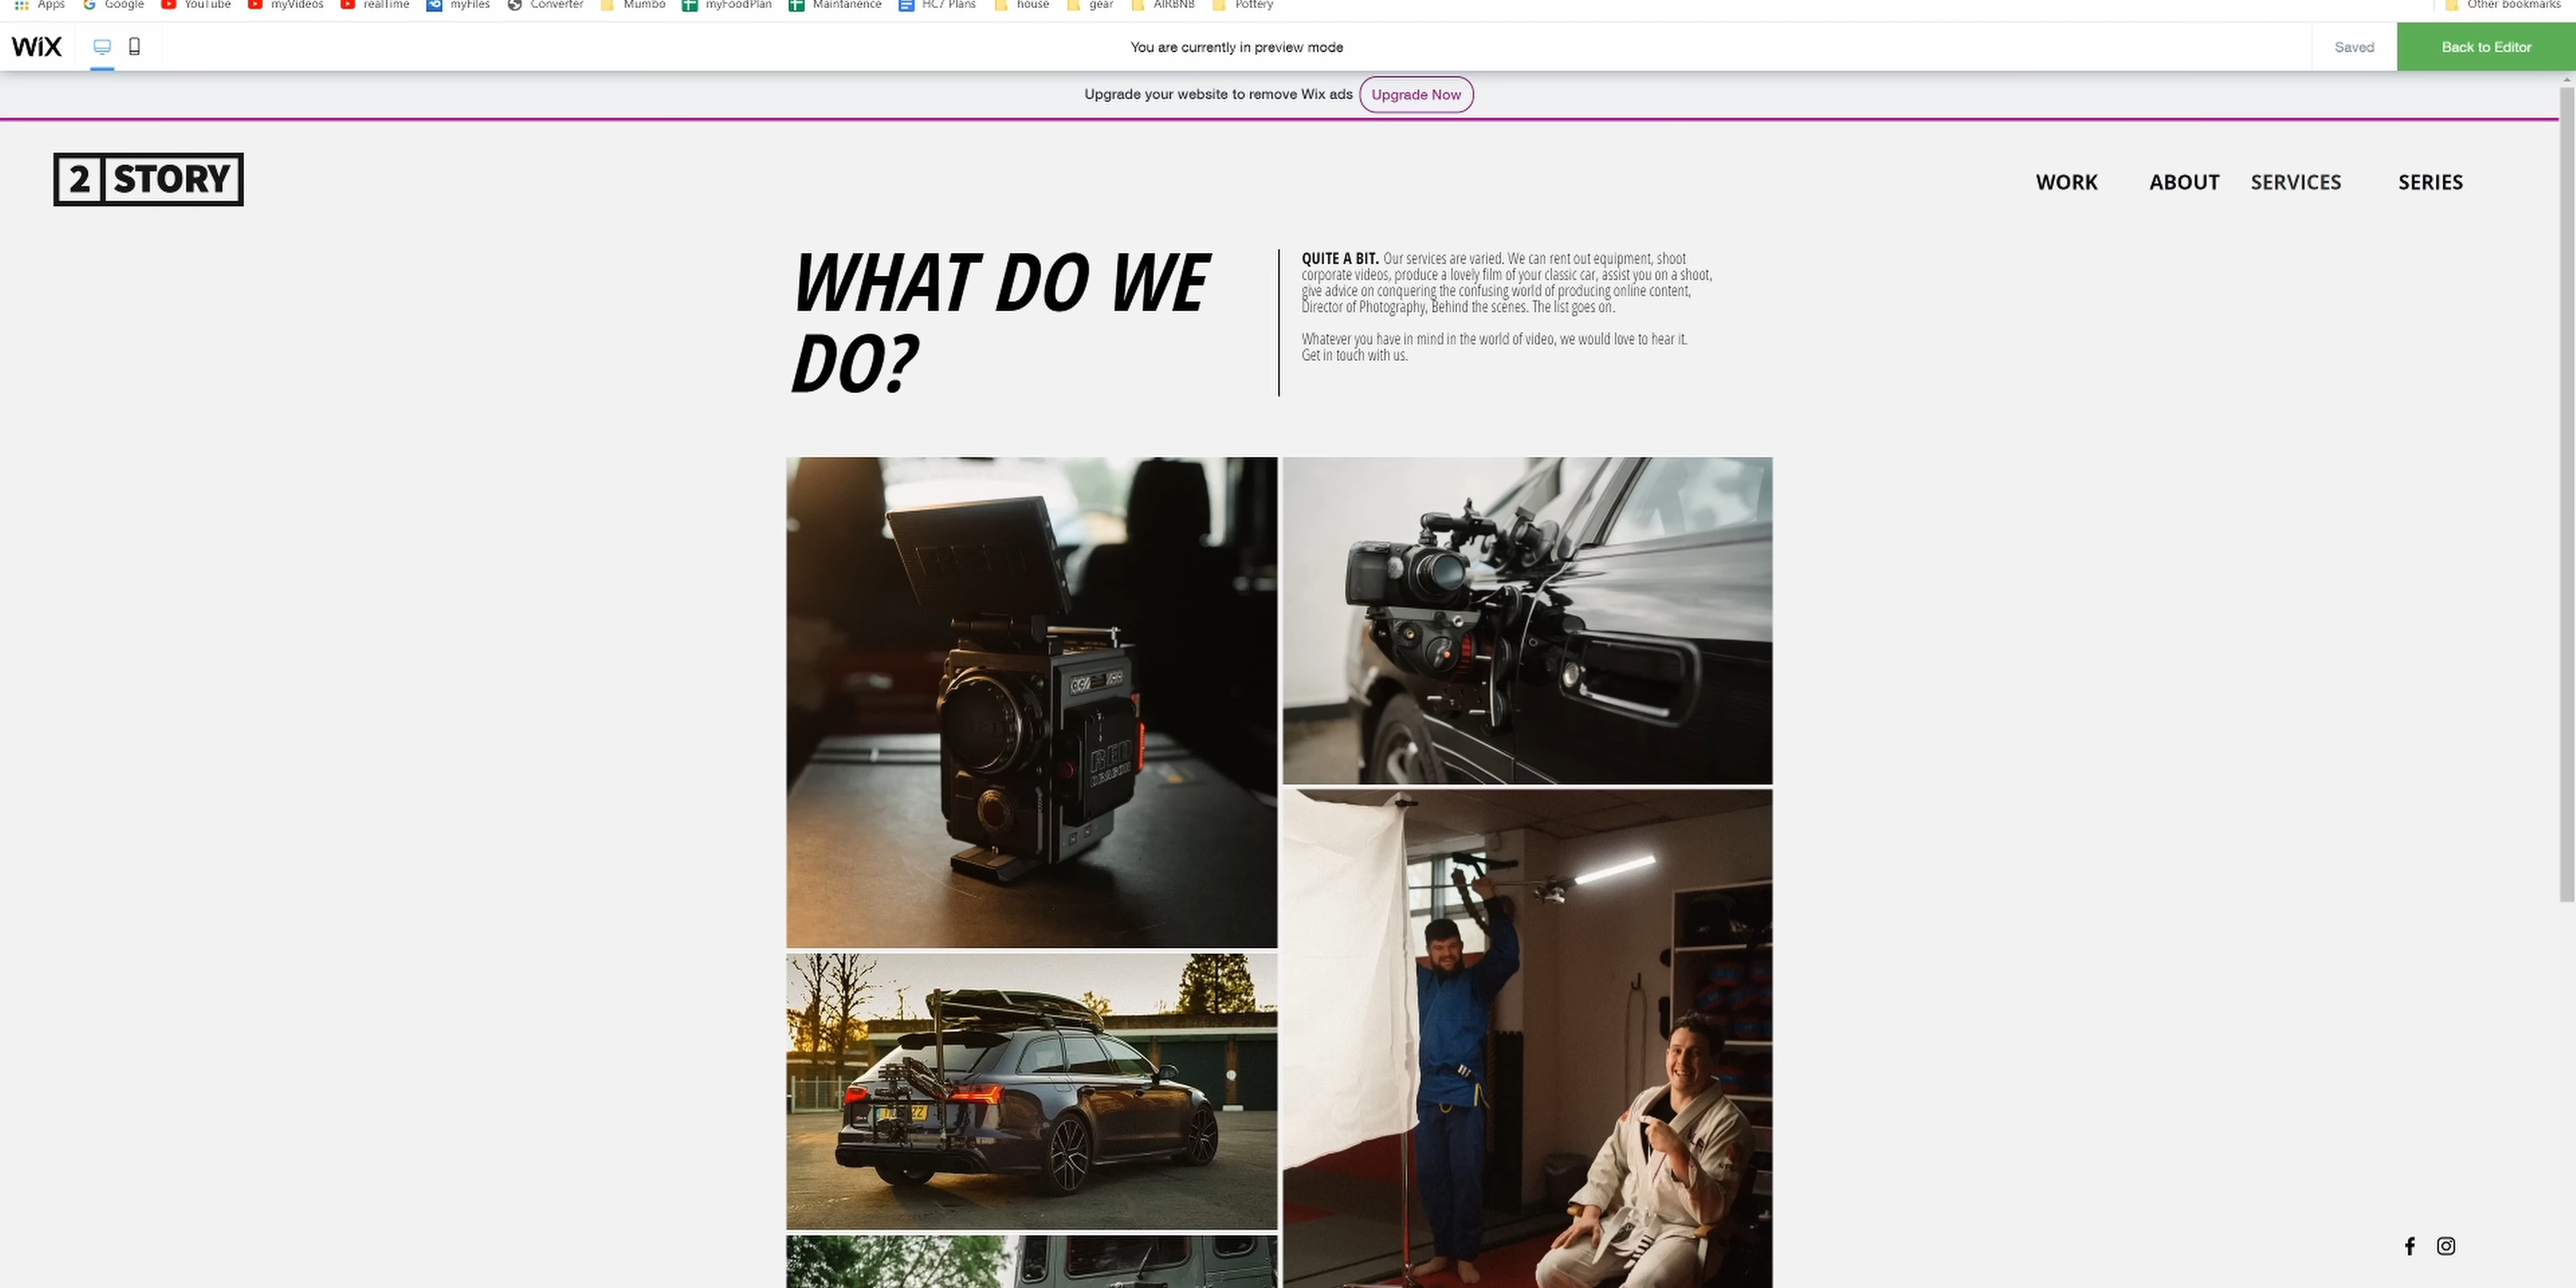 Apps Google YouTube myVideos realTime myFiles Converter Mumbo myFoodPlan Maintanence HC7 Plans house gear AIRBNB Pottery Other bookmarks
WiX You are currently in preview mode Saved Back to Editor
Upgrade your website to remove Wix ads Upgrade Now
2 STORY WORK ABOUT SERVICES SERIES
WHAT DO WE
DO?
QUITE A BIT. Our services are varied. We can rent out equipment, shoot
corporate videos, produce a lovely film of your classic car, assist you on a shoot,
give advice on conquering the confusing world of producing online content,
Director of Photography, Behind the scenes. The list goes on.
Whatever you have in mind in the world of video, we would love to hear it.
Get in touch with us.
RED
DRAGON